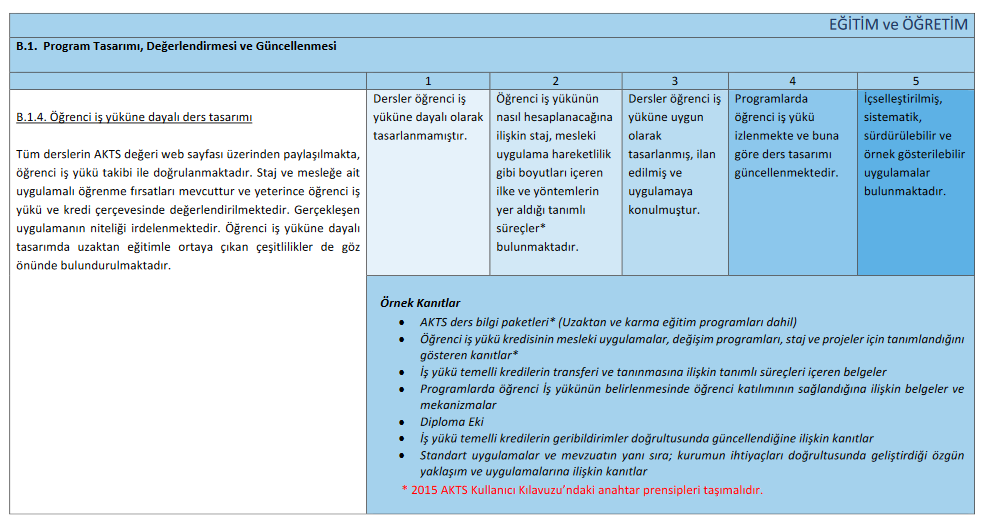 EĞİTİM ve ÖĞRETİM
B.1. Program Tasarımı, Değerlendirmesi ve Güncellenmesi
1
2
3
4
5
B.1.4. Öğrenci iş yüküne dayalı ders tasarımı
Tüm derslerin AKTS değeri web sayfası üzerinden paylaşılmakta,
öğrenci iş yükü takibi ile doğrulanmaktadır. Staj ve mesleğe ait
uygulamalı öğrenme fırsatları mevcuttur ve yeterince öğrenci iş
yükü ve kredi çerçevesinde değerlendirilmektedir. Gerçekleşen
uygulamanın niteliği irdelenmektedir. Öğrenci iş yüküne dayalı
tasarımda uzaktan eğitimle ortaya çıkan çeşitlilikler de göz
önünde bulundurulmaktadır.
Dersler öğrenci iş
yüküne dayalı olarak
tasarlanmamıştır.
Öğrenci iş yükünün
nasıl hesaplanacağına
ilişkin staj, mesleki
uygulama hareketlilik
gibi boyutları içeren
ilke ve yöntemlerin
yer aldığı tanımlı
süreçler*
bulunmaktadır.
Dersler öğrenci iş
yüküne uygun
olarak
tasarlanmış, ilan
edilmiş ve
uygulamaya
konulmuştur.
Programlarda
öğrenci iş yükü
izlenmekte ve buna
göre ders tasarımı
güncellenmektedir.
İçselleştirilmiş,
sistematik,
sürdürülebilir ve
örnek gösterilebilir
uygulamalar
bulunmaktadır.
Örnek Kanıtlar
• AKTS ders bilgi paketleri* (Uzaktan ve karma eğitim programları dahil)
• Öğrenci iş yükü kredisinin mesleki uygulamalar, değişim programları, staj ve projeler için tanımlandığını
gösteren kanıtlar*
• İş yükü temelli kredilerin transferi ve tanınmasına ilişkin tanımlı süreçleri içeren belgeler
• Programlarda öğrenci İş yükünün belirlenmesinde öğrenci katılımının sağlandığına ilişkin belgeler ve
mekanizmalar
• Diploma Eki
• İş yükü temelli kredilerin geribildirimler doğrultusunda güncellendiğine ilişkin kanıtlar
• Standart uygulamalar ve mevzuatın yanı sıra; kurumun ihtiyaçları doğrultusunda geliştirdiği özgün
yaklaşım ve uygulamalarına ilişkin kanıtlar
* 2015 AKTS Kullanıcı Kılavuzu’ndaki anahtar prensipleri taşımalıdır.